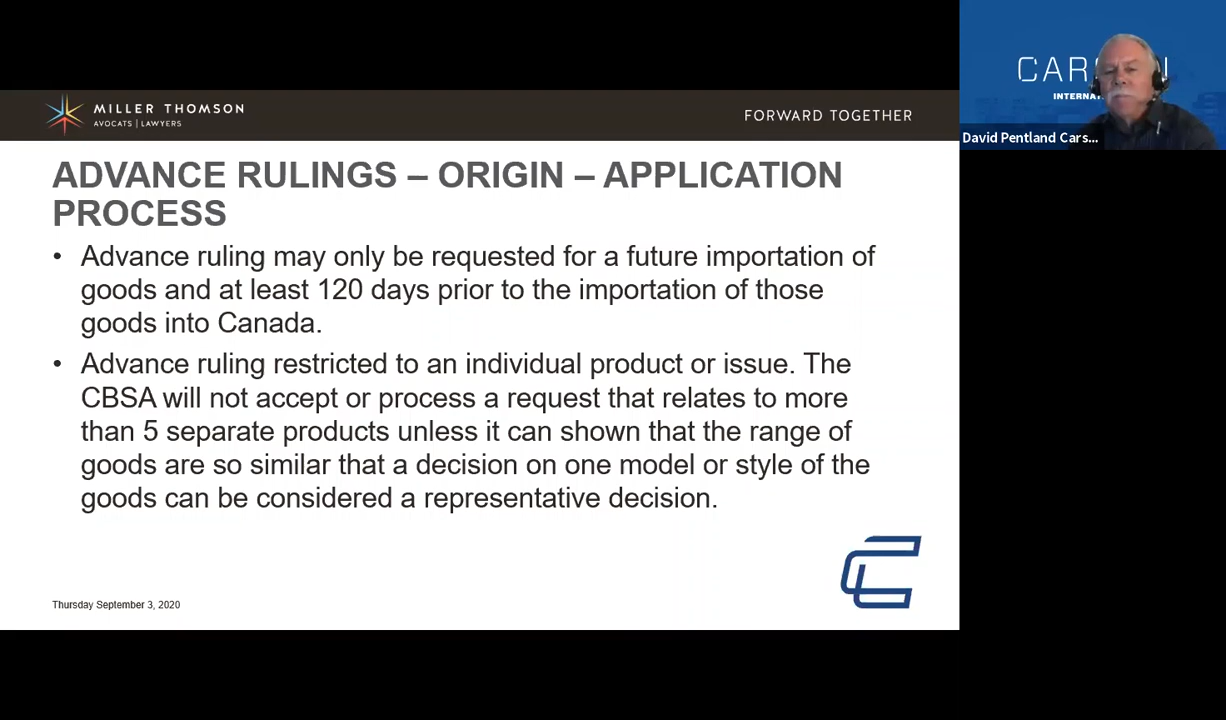 MILLER THOMSON
AVOCATS | LAWYERS
FORWARD TOGETHER
ADVANCE RULINGS – ORIGIN – APPLICATION
PROCESS
• Advance ruling may only be requested for a future importation of
goods and at least 120 days prior to the importation of those
goods into Canada.
• Advance ruling restricted to an individual product or issue. The
CBSA will not accept or process a request that relates to more
than 5 separate products unless it can shown that the range of
goods are so similar that a decision on one model or style of the
goods can be considered a representative decision.
Thursday September 3, 2020
David Pentland Cars...